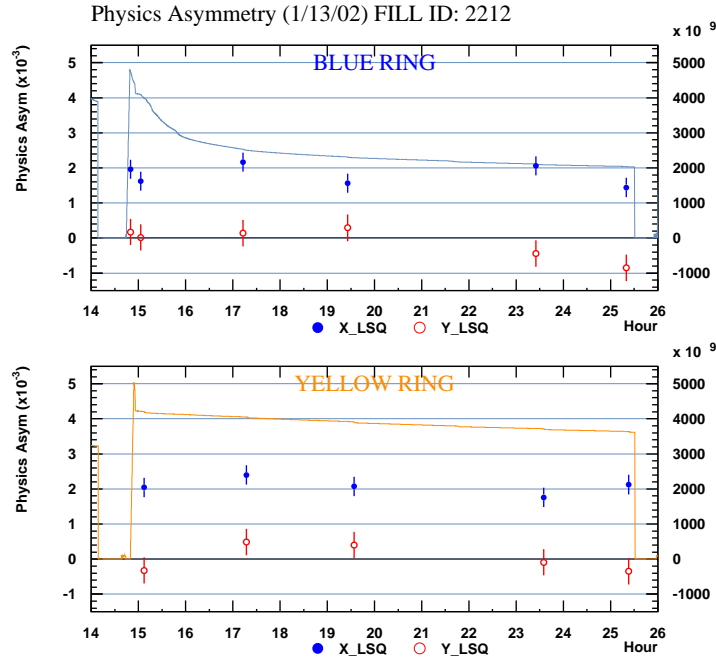 Physics Asymmetry (1/13/02) FILL ID: 2212
x 10 9
BLUE RING
Physics Asym (x10-3)
5
4
3
2
1
0
-1
5000
4000
3000
2000
1000
0
-1000
14 15 16 17 18 19 20 21 22 23 24 25 26
X_LSQ Y_LSQ Hour
x 10 9
YELLOW RING
Physics Asym (x10-3)
5
4
3
2
1
0
-1
5000
4000
3000
2000
1000
0
-1000
14 15 16 17 18 19 20 21 22 23 24 25 26
X_LSQ Y_LSQ Hour